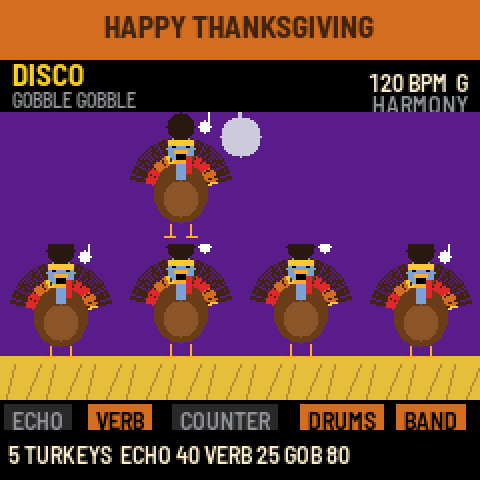 HAPPY THANKSGIVING
DISCO
GOBBLE GOBBLE
120 BPM G
HARMONY
ECHO VERB COUNTER DRUMS BAND
5 TURKEYS ECHO 40 VERB 25 GOB 80